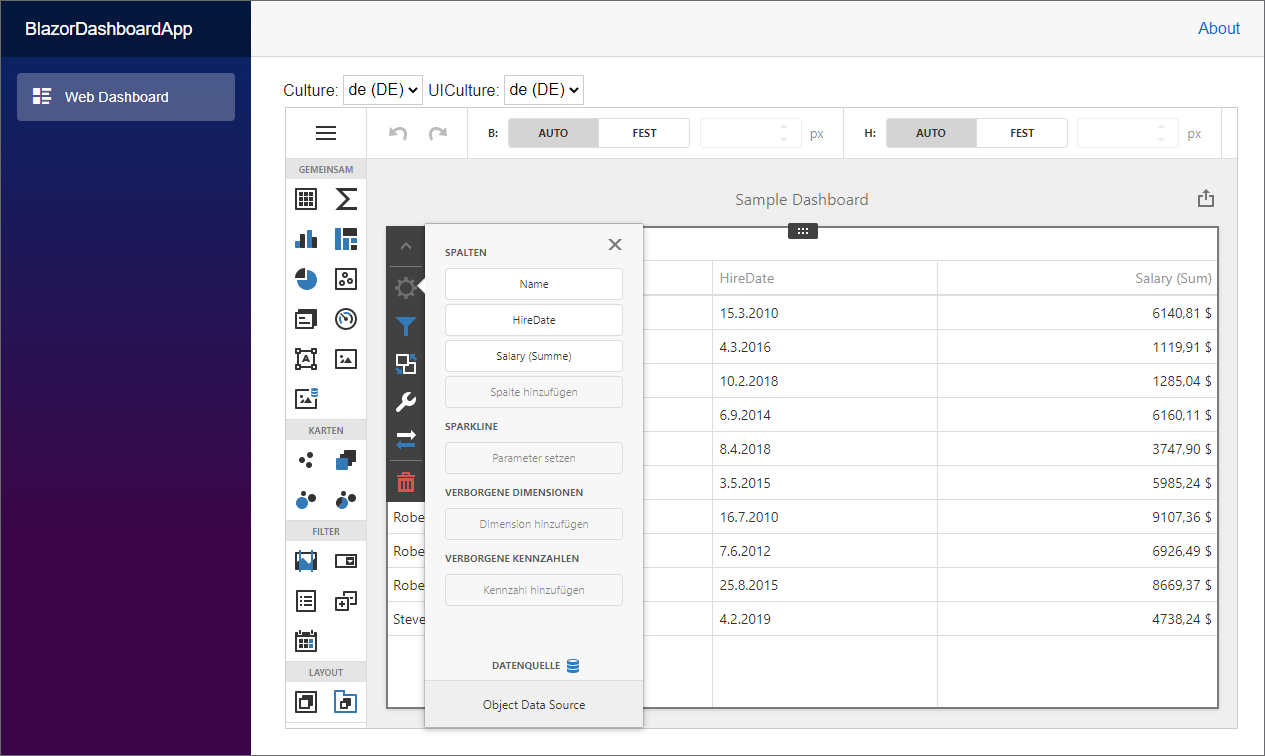 BlazorDashboardApp
About
Web Dashboard
Culture: de (DE) UICulture: de (DE)
B: AUTO FEST px H: AUTO FEST px
GEMEINSAM
A
KARTEN
FILTER
LAYOUT
Sample Dashboard
SPALTEN
Name
HireDate
Salary (Summe)
Spalte hinzufügen
SPARKLINE
Parameter setzen
VERBORGENE DIMENSIONEN
Dimension hinzufügen
VERBORGENE KENNZAHLEN
Kennzahl hinzufügen
DATENQUELLE
Object Data Source
HireDate Salary (Sum)
15.3.2010 6140,81 $
4.3.2016 1119,91 $
10.2.2018 1285,04 $
6.9.2014 6160,11 $
8.4.2018 3747,90 $
3.5.2015 5985,24 $
Robe 16.7.2010 9107,36 $
Robe 7.6.2012 6926,49 $
Robe 25.8.2015 8669,37 $
Steve 4.2.2019 4738,24 $